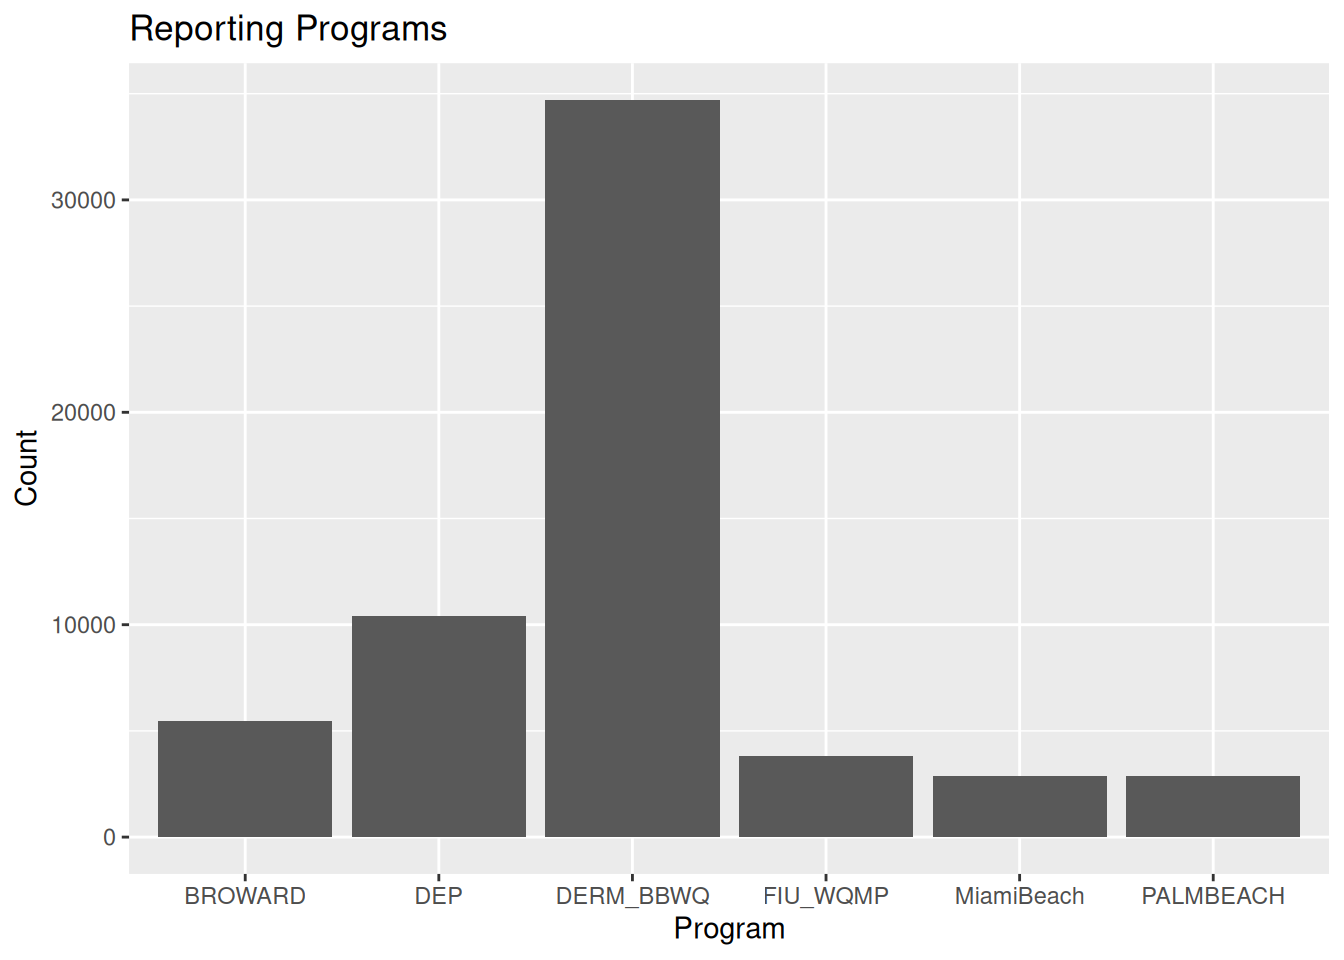 Reporting Programs
30000
20000
10000
0
Count
BROWARD DEP DERM_BBWQ FIU_WQMP MiamiBeach PALMBEACH
Program